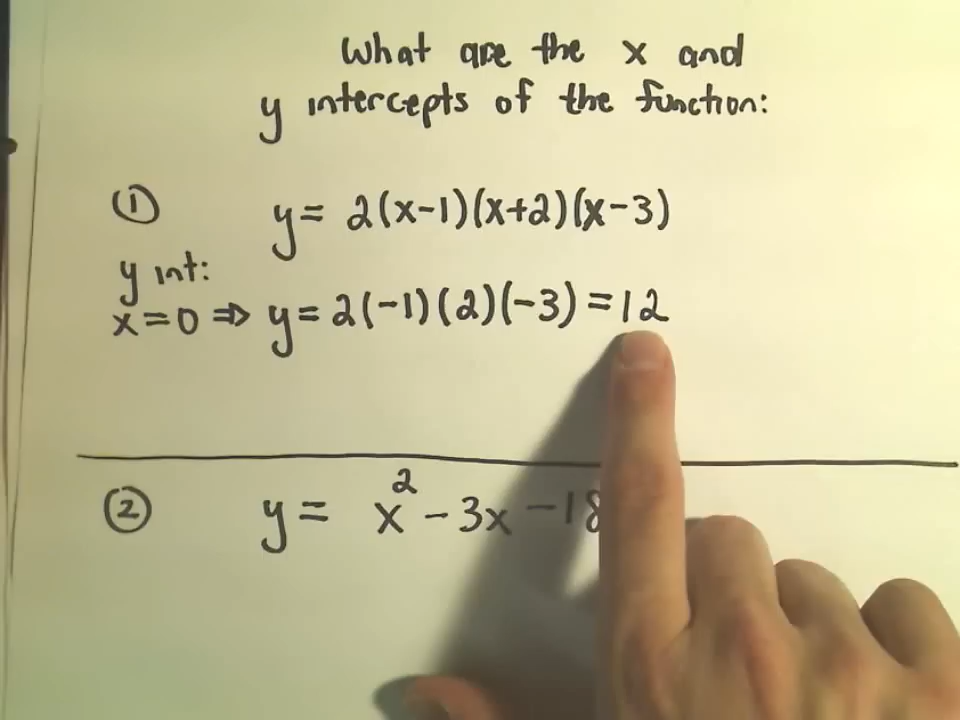 What are the x and
y intercepts of the function:
① y = 2(x-1)(x+2)(x-3)
y int:
x=0 ⇒ y = 2(-1)(2)(-3) = 12
② y = x² - 3x - 18